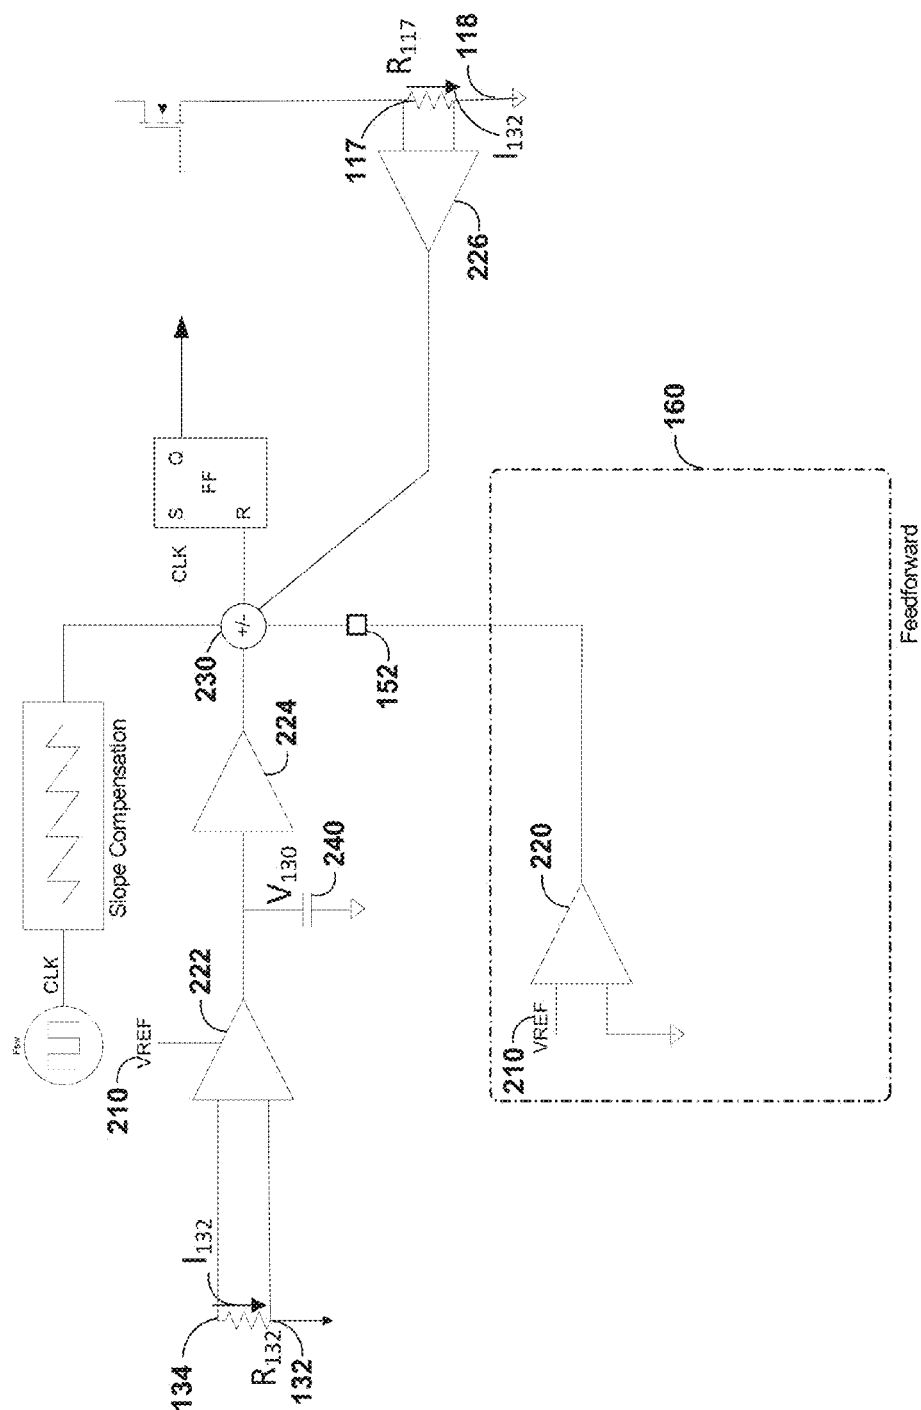 Fsw
CLK
Slope Compensation
210
VREF
222
134
I132
R132
132
V130
240
224
230
+/-
CLK
S
Q
R
FF
152
R117
117
118
I132
226
160
210
VREF
220
Feedforward